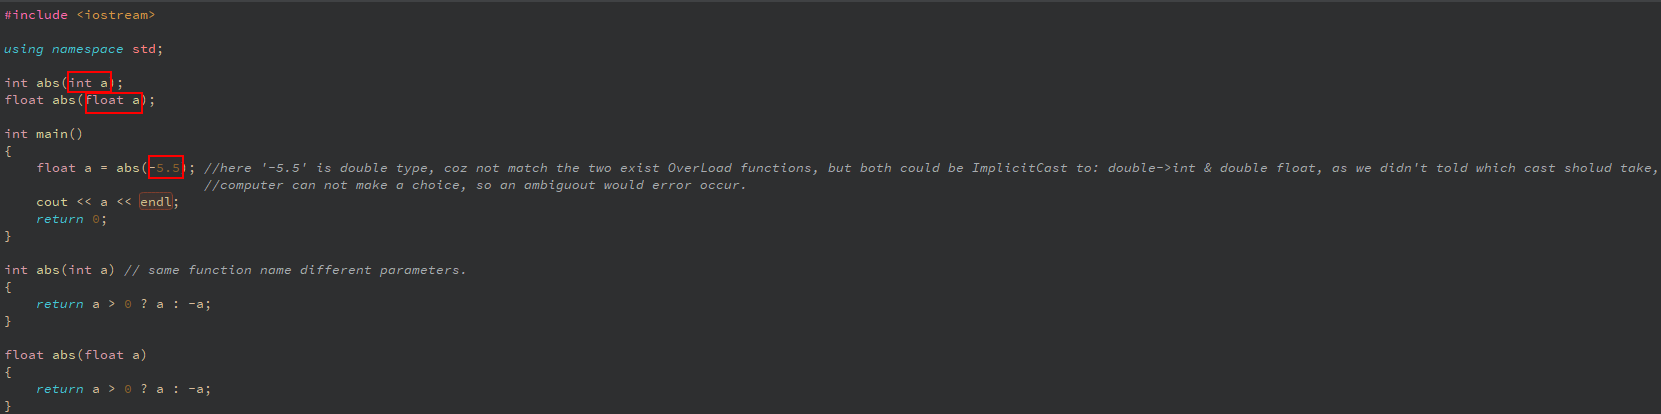 #include <iostream>
using namespace std;
int abs(int a);
float abs(float a);
int main()
{
float a = abs(-5.5); //here '-5.5' is double type, coz not match the two exist OverLoad functions, but both could be ImplicitCast to: double->int & double float, as we didn't told which cast sholud take,
//computer can not make a choice, so an ambiguout would error occur.
cout << a << endl;
return 0;
}
int abs(int a) // same function name different parameters.
{
return a > 0 ? a : -a;
}
float abs(float a)
{
return a > 0 ? a : -a;
}